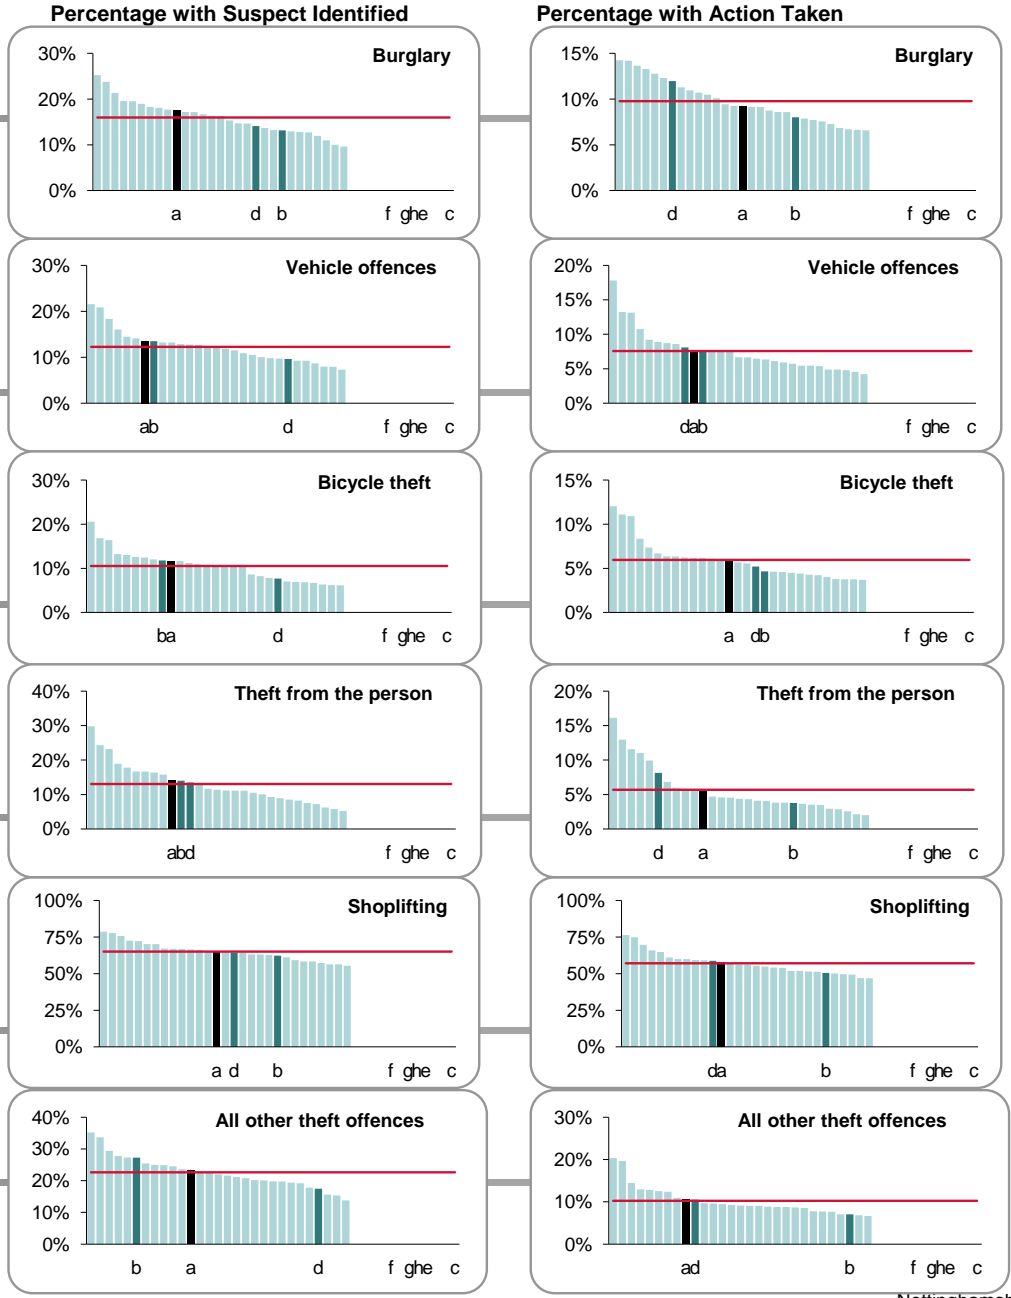 Percentage with Suspect Identified
Percentage with Action Taken
Burglary
30%
20%
10%
0%
a d b f ghe c
Burglary
15%
10%
5%
0%
d a b f ghe c
Vehicle offences
30%
20%
10%
0%
ab d f ghe c
Vehicle offences
20%
15%
10%
5%
0%
dab f ghe c
Bicycle theft
30%
20%
10%
0%
ba d f ghe c
Bicycle theft
15%
10%
5%
0%
a db f ghe c
Theft from the person
40%
30%
20%
10%
0%
abd f ghe c
Theft from the person
20%
15%
10%
5%
0%
d a b f ghe c
Shoplifting
100%
75%
50%
25%
0%
a d b f ghe c
Shoplifting
100%
75%
50%
25%
0%
da b f ghe c
All other theft offences
40%
30%
20%
10%
0%
b a d f ghe c
All other theft offences
30%
20%
10%
0%
ad b f ghe c